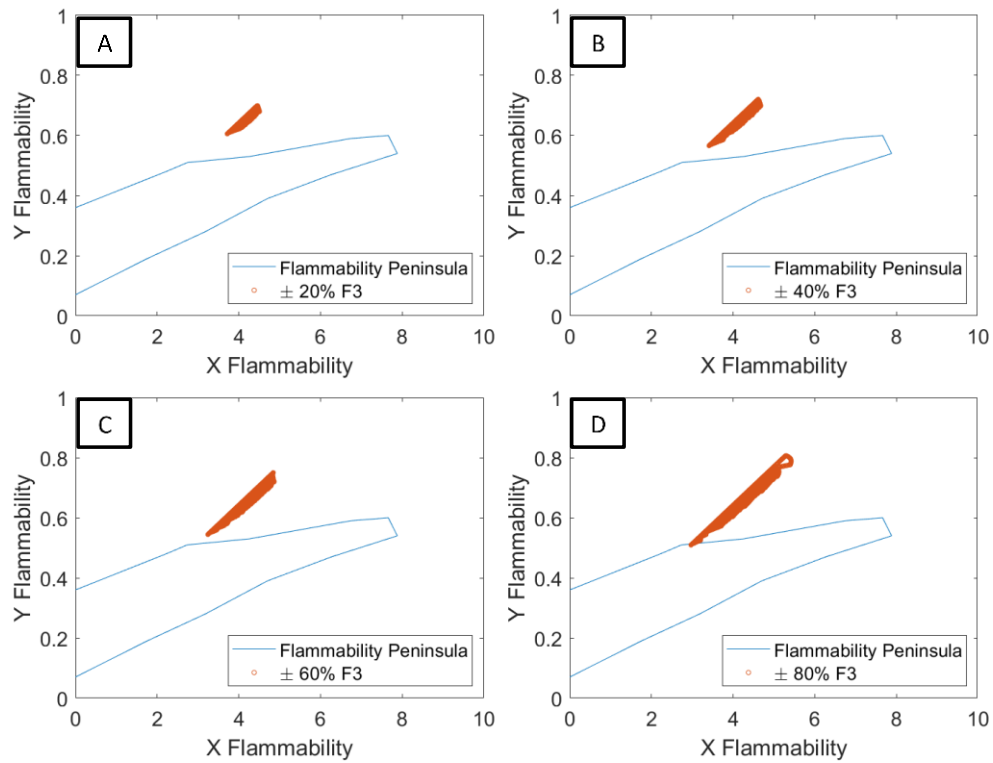 A
1
0.8
0.6
0.4
0.2
0
Y Flammability
0 2 4 6 8 10
X Flammability
Flammability Peninsula
± 20% F3
B
1
0.8
0.6
0.4
0.2
0
Y Flammability
0 2 4 6 8 10
X Flammability
Flammability Peninsula
± 40% F3
C
1
0.8
0.6
0.4
0.2
0
Y Flammability
0 2 4 6 8 10
X Flammability
Flammability Peninsula
± 60% F3
D
1
0.8
0.6
0.4
0.2
0
Y Flammability
0 2 4 6 8 10
X Flammability
Flammability Peninsula
± 80% F3